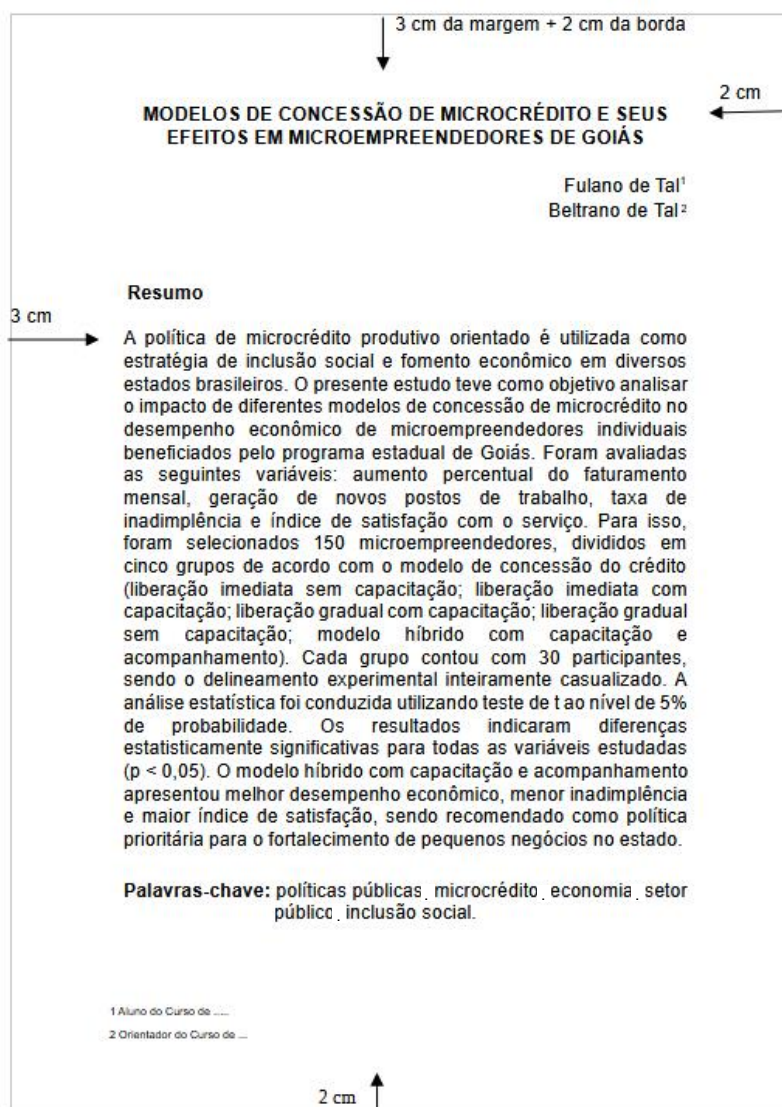 3 cm da margem + 2 cm da borda
2 cm
MODELOS DE CONCESSÃO DE MICROCRÉDITO E SEUS
EFEITOS EM MICROEMPREENDEDORES DE GOIÁS
Fulano de Tal¹
Beltrano de Tal²
Resumo
3 cm
A política de microcrédito produtivo orientado é utilizada como
estratégia de inclusão social e fomento econômico em diversos
estados brasileiros. O presente estudo teve como objetivo analisar
o impacto de diferentes modelos de concessão de microcrédito no
desempenho econômico de microempreendedores individuais
beneficiados pelo programa estadual de Goiás. Foram avaliadas
as seguintes variáveis: aumento percentual do faturamento
mensal, geração de novos postos de trabalho, taxa de
inadimplência e índice de satisfação com o serviço. Para isso,
foram selecionados 150 microempreendedores, divididos em
cinco grupos de acordo com o modelo de concessão do crédito
(liberação imediata sem capacitação; liberação imediata com
capacitação; liberação gradual com capacitação; liberação gradual
sem capacitação; modelo híbrido com capacitação e
acompanhamento). Cada grupo contou com 30 participantes,
sendo o delineamento experimental inteiramente casualizado. A
análise estatística foi conduzida utilizando teste de t ao nível de 5%
de probabilidade. Os resultados indicaram diferenças
estatisticamente significativas para todas as variáveis estudadas
(p < 0,05). O modelo híbrido com capacitação e acompanhamento
apresentou melhor desempenho econômico, menor inadimplência
e maior índice de satisfação, sendo recomendado como política
prioritária para o fortalecimento de pequenos negócios no estado.
Palavras-chave: políticas públicas. microcrédito. economia. setor
público. inclusão social.
1 Aluno do Curso de .....
2 Orientador do Curso de ...
2 cm